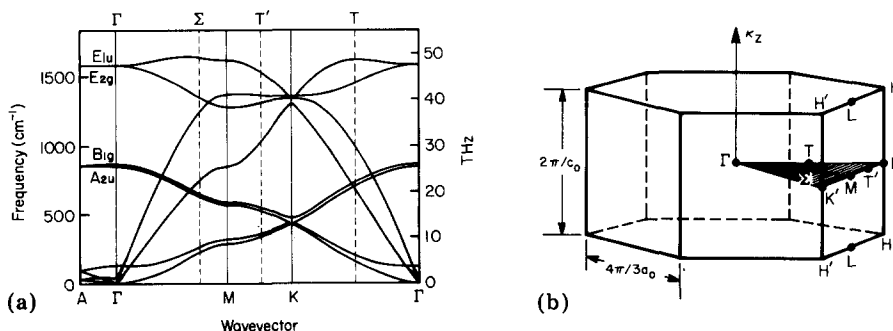 Γ Σ M T' K T Γ
E1u
E2g
B1g
A2u
1500
1000
500
0
Frequency (cm⁻¹)
50
40
30
20
10
0
THz
A Γ M K Γ
Wavevector
(a)
κz
H
H'
L
2π/c₀
Γ
T
Σ
T'
M
K'
H
L
H'
4π/3a₀
(b)